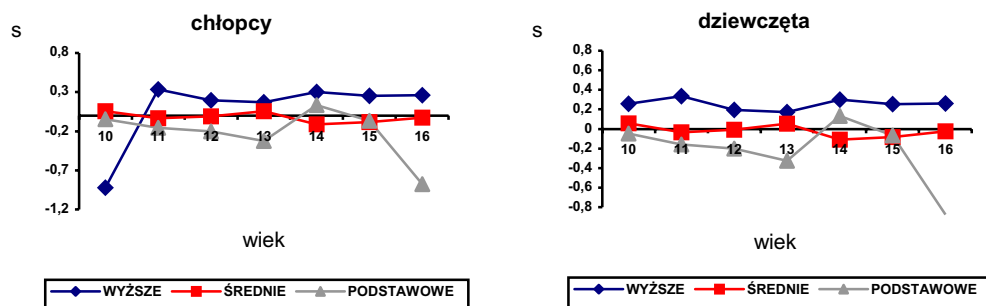 chłopcy
s
0,8
0,3
-0,2
-0,7
-1,2
10 11 12 13 14 15 16
wiek
WYŻSZE ŚREDNIE PODSTAWOWE
dziewczęta
s
0,8
0,6
0,4
0,2
0
-0,2
-0,4
-0,6
-0,8
10 11 12 13 14 15 16
wiek
WYŻSZE ŚREDNIE PODSTAWOWE